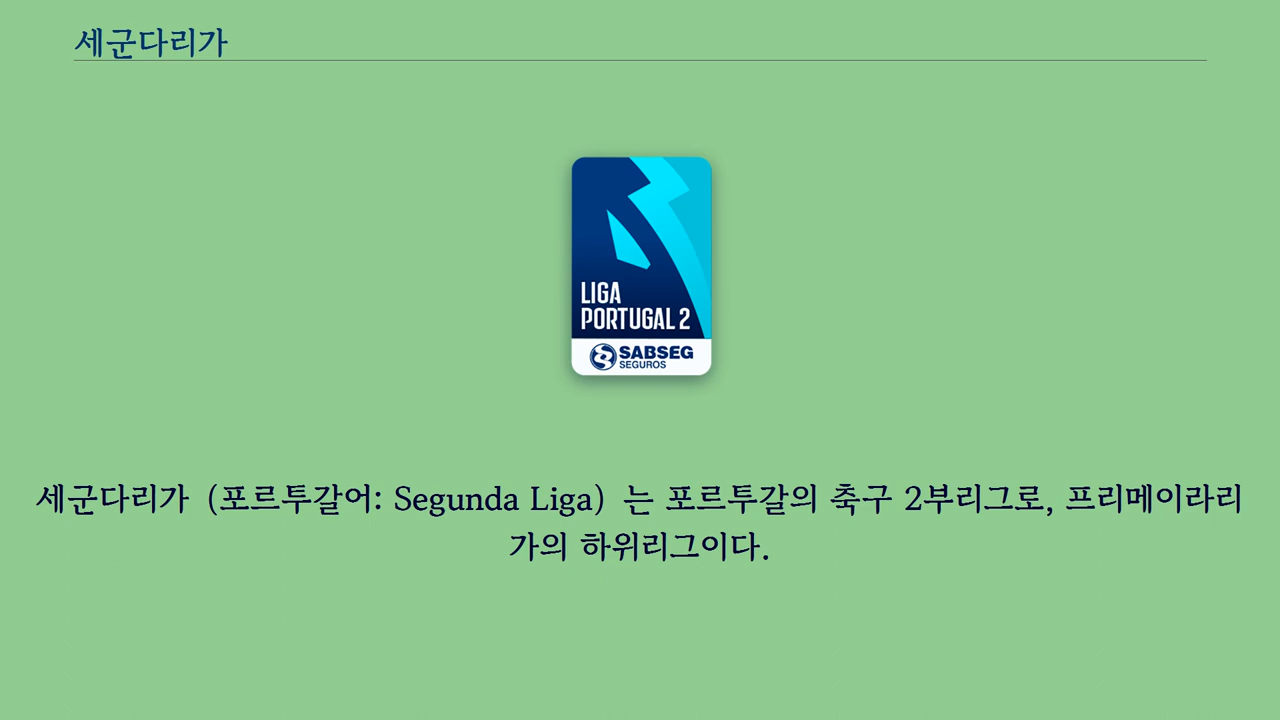 세군다리가
LIGA
PORTUGAL 2
SABSEG
SEGUROS
세군다리가 (포르투갈어: Segunda Liga) 는 포르투갈의 축구 2부리그로, 프리메이라리
가의 하위리그이다.